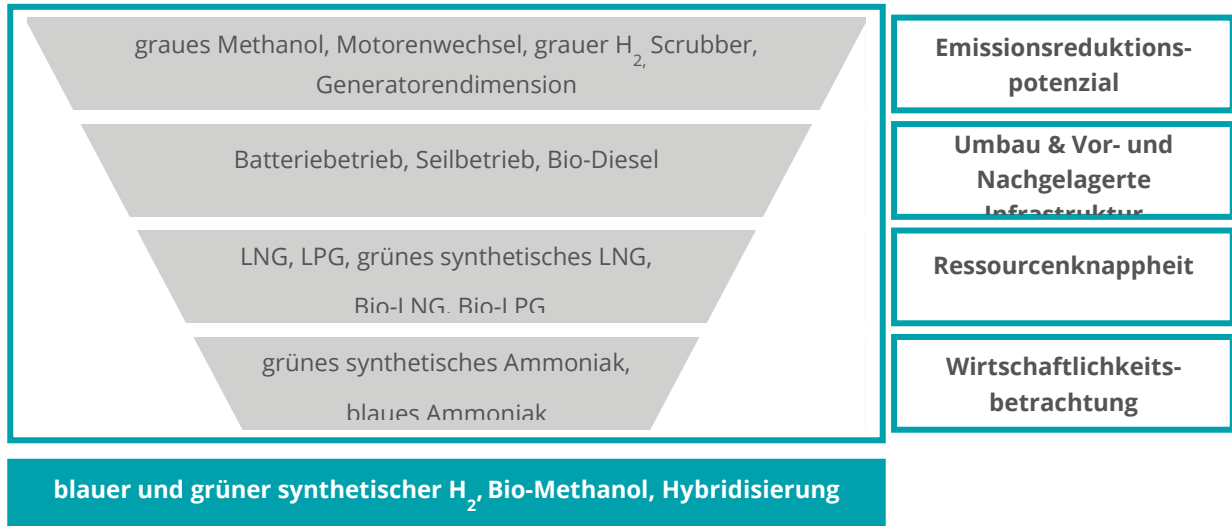 graues Methanol, Motorenwechsel, grauer H2, Scrubber,
Generatorendimension
Emissionsreduktions-
potenzial
Batteriebetrieb, Seilbetrieb, Bio-Diesel
Umbau & Vor- und
Nachgelagerte
Infrastruktur
LNG, LPG, grünes synthetisches LNG,
Bio-LNG, Bio-LPG
Ressourcenknappheit
grünes synthetisches Ammoniak,
blaues Ammoniak
Wirtschaftlichkeits-
betrachtung
blauer und grüner synthetischer H2, Bio-Methanol, Hybridisierung